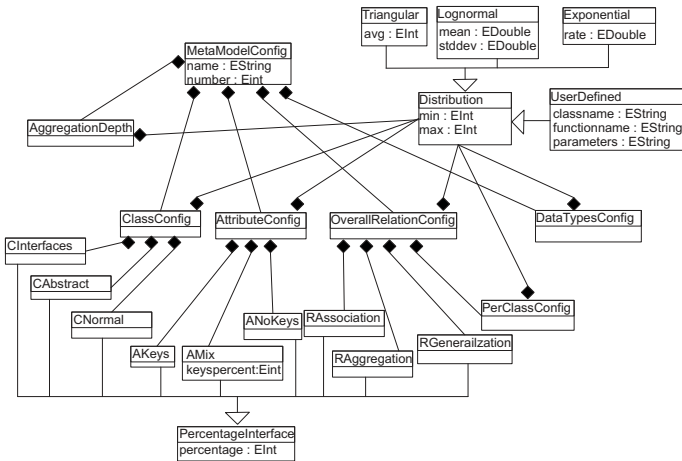 Triangular
avg : EInt
Lognormal
mean : EDouble
stddev : EDouble
Exponential
rate : EDouble
MetaModelConfig
name : EString
number : Eint
Distribution
min : EInt
max : EInt
UserDefined
classname : EString
functionname : EString
parameters : EString
AggregationDepth
ClassConfig
AttributeConfig
OverallRelationConfig
DataTypesConfig
CInterfaces
CAbstract
CNormal
AKeys
AMix
keyspercent:Eint
ANoKeys
RAssociation
RAggregation
RGenerailzation
PerClassConfig
PercentageInterface
percentage : EInt